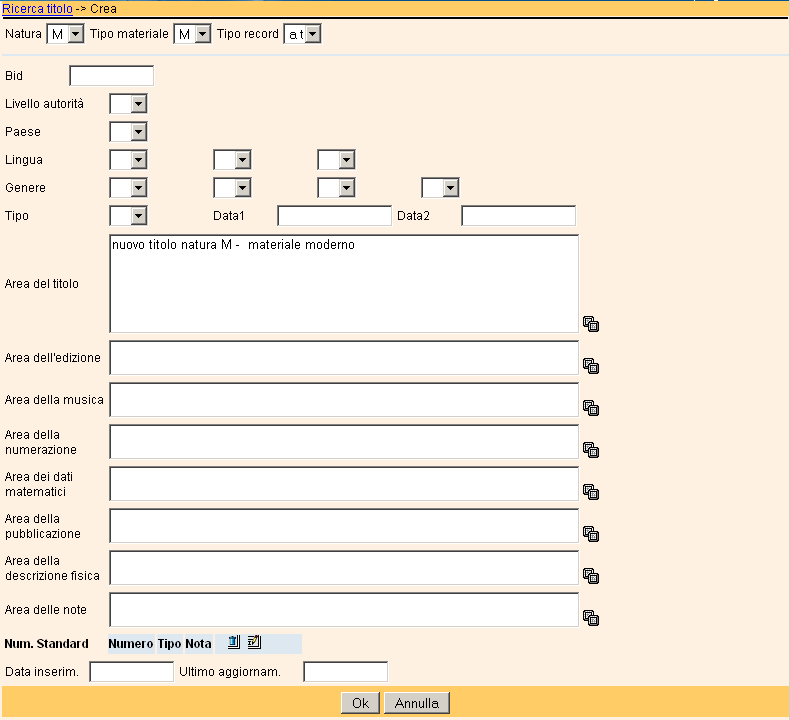 Ricerca titolo -> Crea
Natura M Tipo materiale M Tipo record a t
Bid
Livello autorità
Paese
Lingua
Genere
Tipo Data1 Data2
nuovo titolo natura M -  materiale moderno
Area del titolo
Area dell'edizione
Area della musica
Area della
numerazione
Area dei dati
matematici
Area della
pubblicazione
Area della
descrizione fisica
Area delle note
Num. Standard Numero Tipo Nota
Data inserim. Ultimo aggiornam.
Ok Annulla